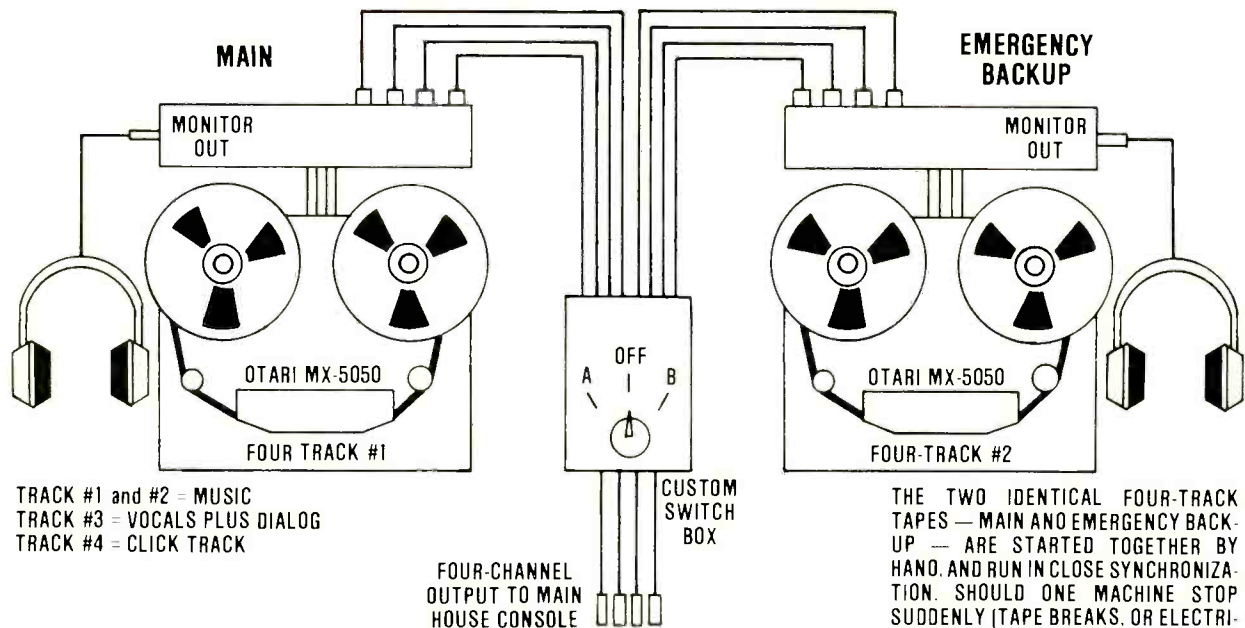 MAIN
EMERGENCY
BACKUP
MONITOR
OUT
MONITOR
OUT
OFF
A
B
OTARI MX-5050
FOUR TRACK #1
OTARI MX-5050
FOUR-TRACK #2
CUSTOM
SWITCH
BOX
TRACK #1 and #2 = MUSIC
TRACK #3 = VOCALS PLUS DIALOG
TRACK #4 = CLICK TRACK
FOUR-CHANNEL
OUTPUT TO MAIN
HOUSE CONSOLE
THE TWO IDENTICAL FOUR-TRACK
TAPES — MAIN AND EMERGENCY BACK-
UP — ARE STARTED TOGETHER BY
HAND, AND RUN IN CLOSE SYNCHRONIZA-
TION. SHOULD ONE MACHINE STOP
SUDDENLY (TAPE BREAKS, OR ELECTRI-